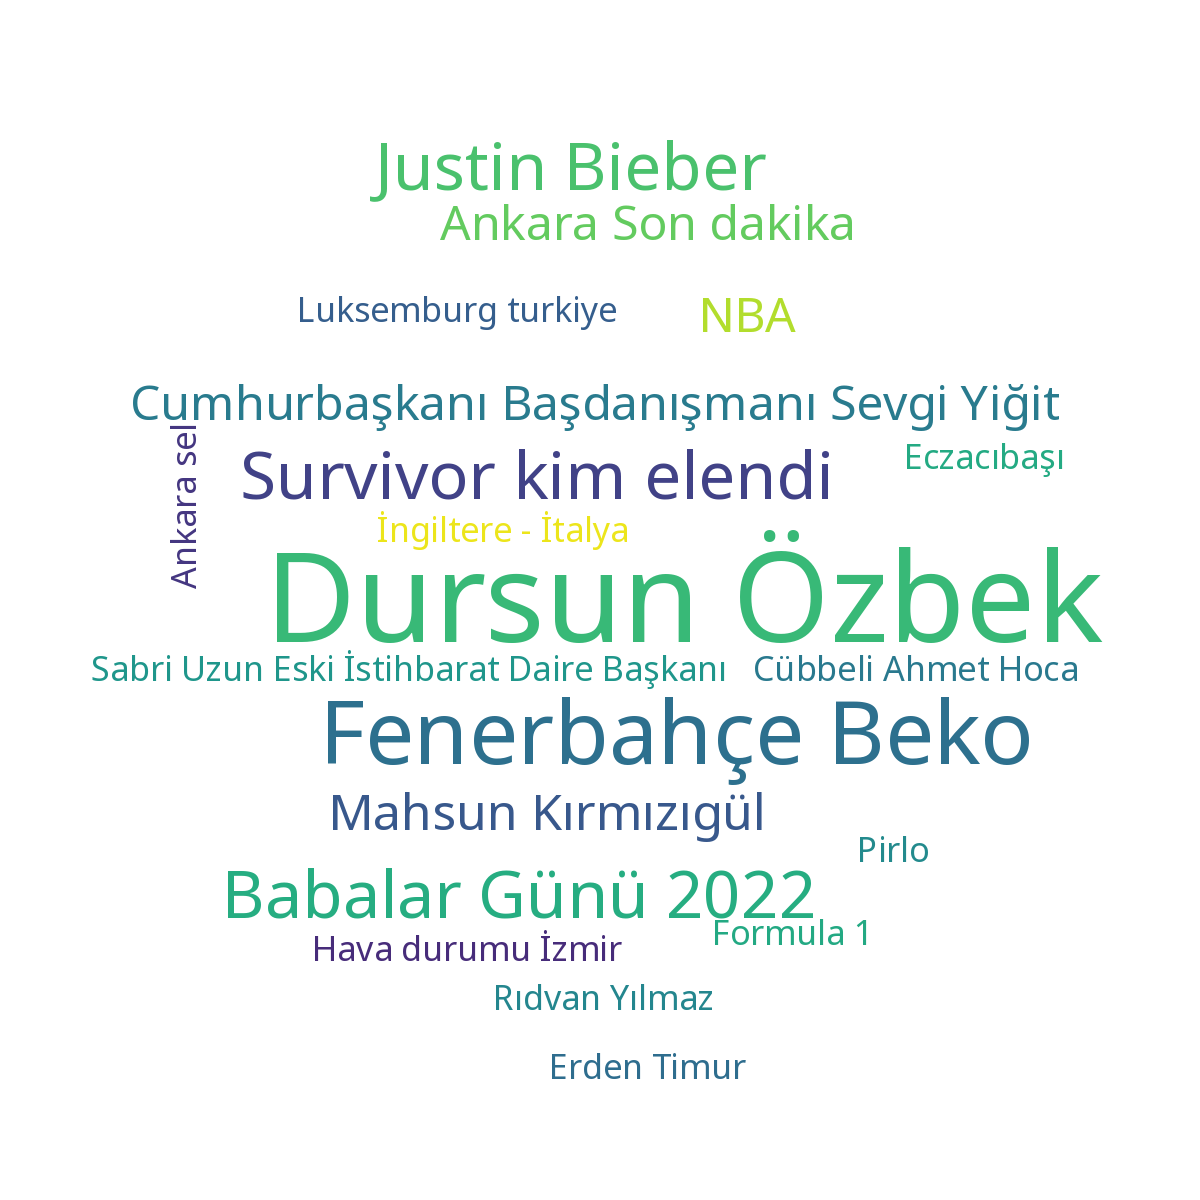 Justin Bieber
Ankara Son dakika
Luksemburg turkiye
NBA
Cumhurbaşkanı Başdanışmanı Sevgi Yiğit
Ankara sel
Survivor kim elendi
Eczacıbaşı
İngiltere - İtalya
Dursun Özbek
Sabri Uzun Eski İstihbarat Daire Başkanı
Cübbeli Ahmet Hoca
Fenerbahçe Beko
Mahsun Kırmızıgül
Pirlo
Babalar Günü 2022
Formula 1
Hava durumu İzmir
Rıdvan Yılmaz
Erden Timur